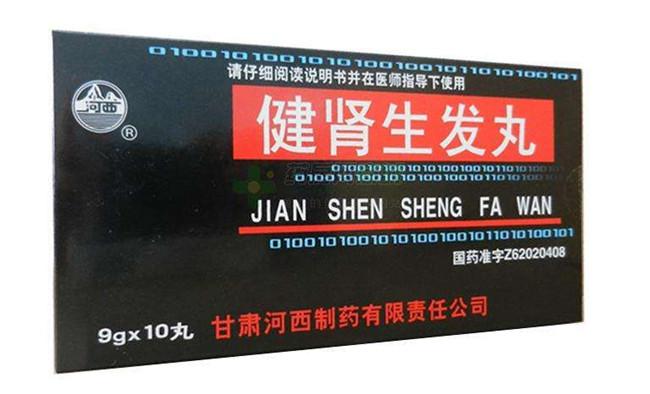 010010100101010010101001011010100101101
请仔细阅读说明书并在医师指导下使用
河西
®
健肾生发丸
JIAN SHEN SHENG FA WAN
国药准字Z62020408
9g×10丸
甘肃河西制药有限责任公司